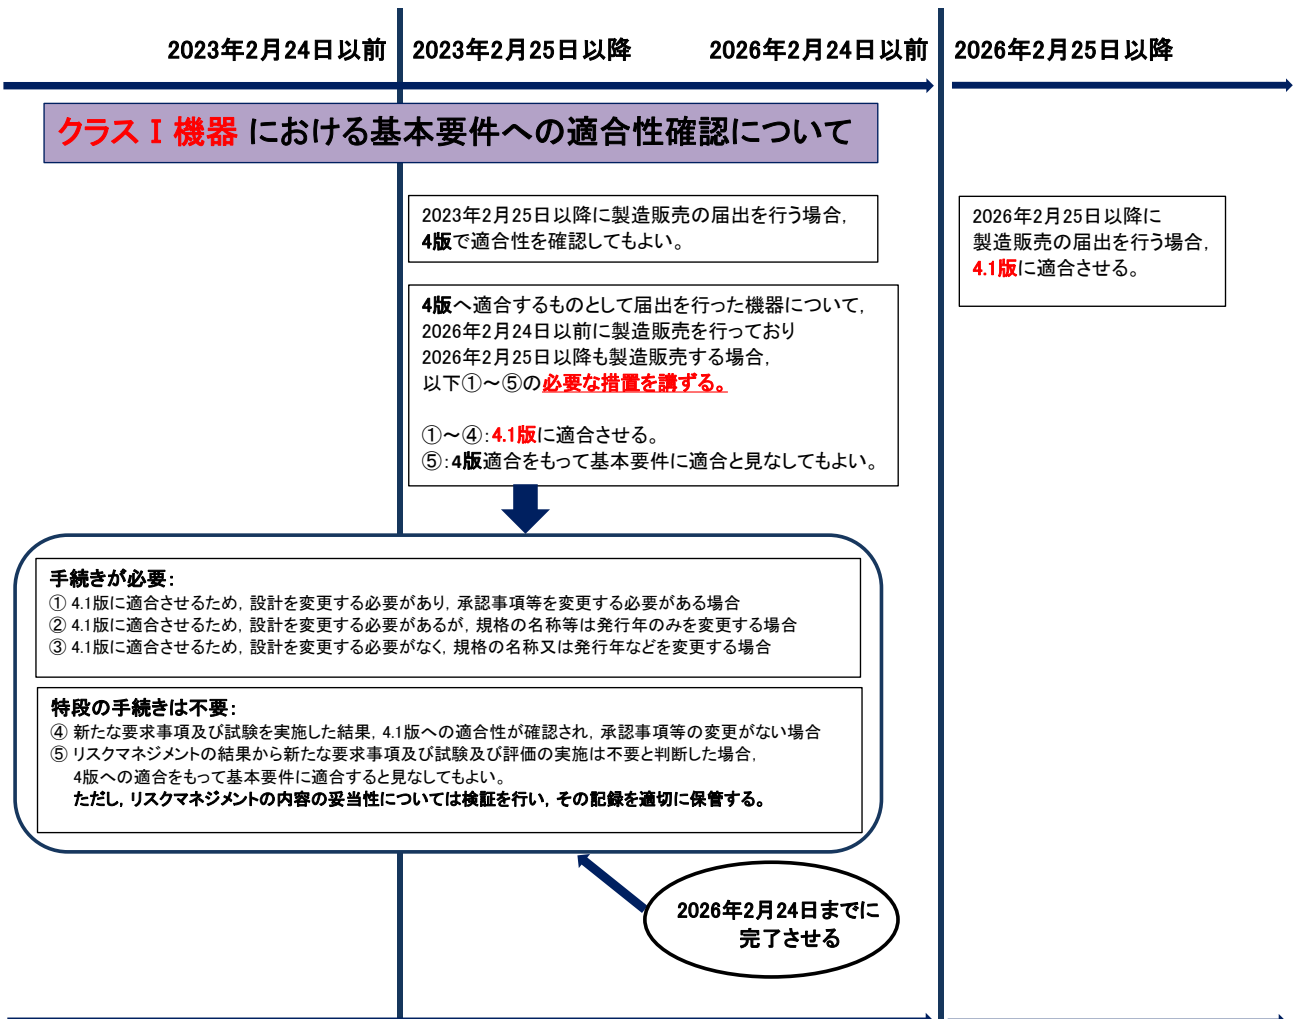 2023年2月24日以前
2023年2月25日以降
2026年2月24日以前
2026年2月25日以降
クラスⅠ機器 における基本要件への適合性確認について
2023年2月25日以降に製造販売の届出を行う場合，
4版で適合性を確認してもよい。
2026年2月25日以降に
製造販売の届出を行う場合，
4.1版に適合させる。
4版へ適合するものとして届出を行った機器について，
2026年2月24日以前に製造販売を行っており
2026年2月25日以降も製造販売する場合，
以下①～⑤の必要な措置を講ずる。
①～④：4.1版に適合させる。
⑤：4版適合をもって基本要件に適合と見なしてもよい。
手続きが必要：
① 4.1版に適合させるため，設計を変更する必要があり，承認事項等を変更する必要がある場合
② 4.1版に適合させるため，設計を変更する必要があるが，規格の名称等は発行年のみを変更する場合
③ 4.1版に適合させるため，設計を変更する必要がなく，規格の名称又は発行年などを変更する場合
特段の手続きは不要：
④ 新たな要求事項及び試験を実施した結果，4.1版への適合性が確認され，承認事項等の変更がない場合
⑤ リスクマネジメントの結果から新たな要求事項及び試験及び評価の実施は不要と判断した場合，
4版への適合をもって基本要件に適合すると見なしてもよい。
ただし，リスクマネジメントの内容の妥当性については検証を行い，その記録を適切に保管する。
2026年2月24日までに
完了させる